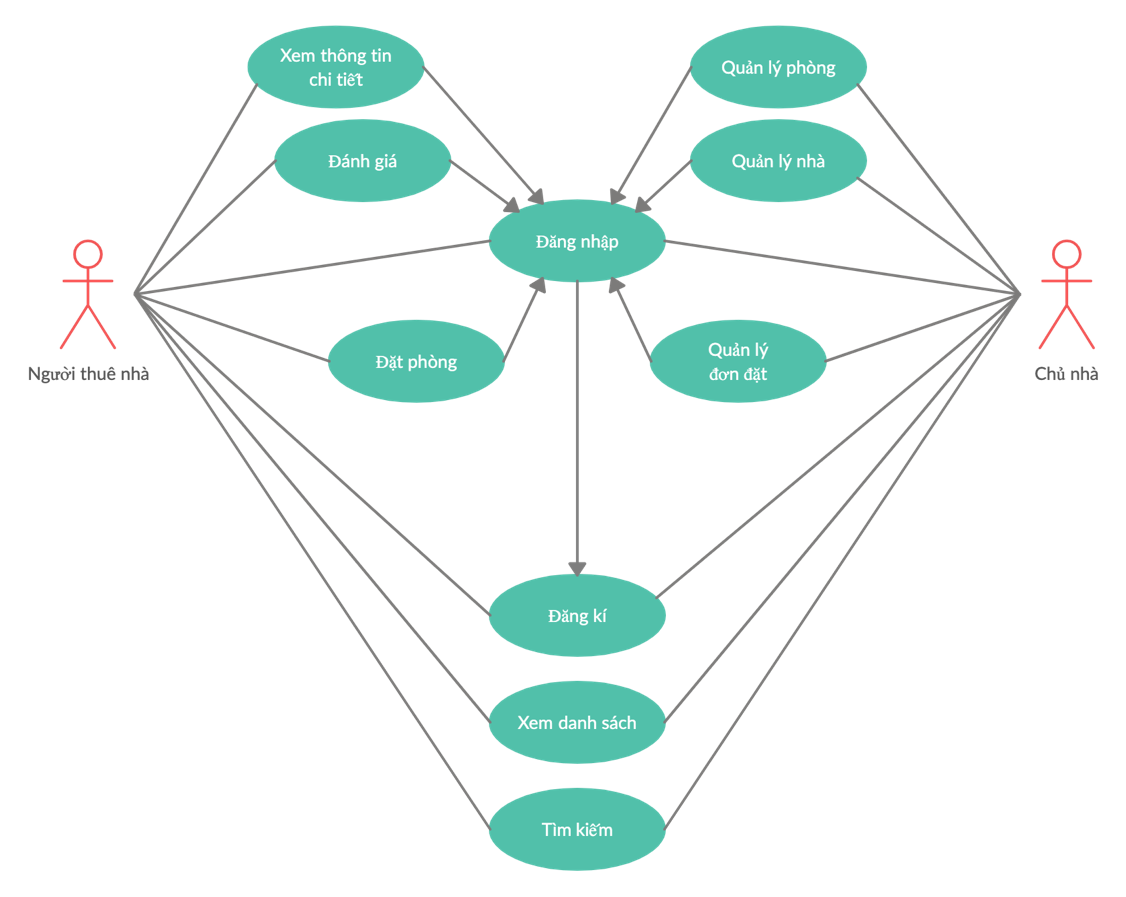 Xem thông tin
chi tiết
Quản lý phòng
Đánh giá
Quản lý nhà
Đăng nhập
Đặt phòng
Quản lý
đơn đặt
Người thuê nhà
Chủ nhà
Đăng kí
Xem danh sách
Tìm kiếm